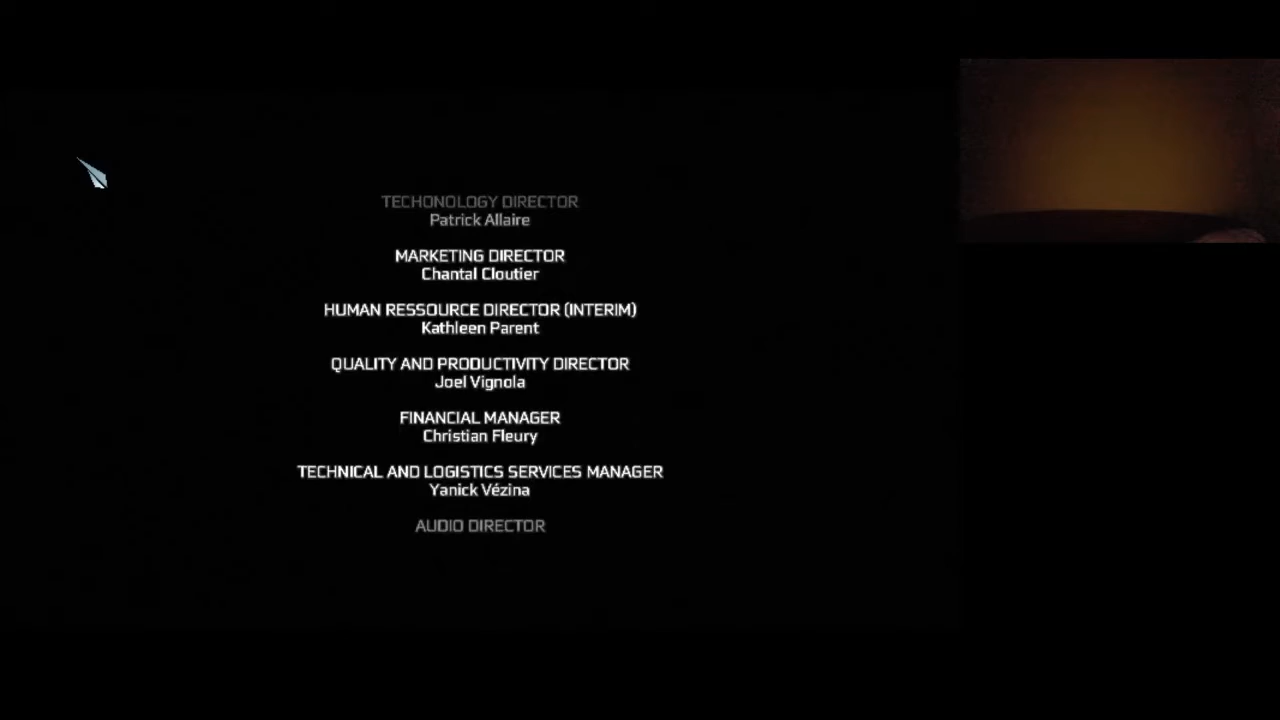 TECHONOLOGY DIRECTOR
Patrick Allaire
MARKETING DIRECTOR
Chantal Cloutier
HUMAN RESSOURCE DIRECTOR (INTERIM)
Kathleen Parent
QUALITY AND PRODUCTIVITY DIRECTOR
Joel Vignola
FINANCIAL MANAGER
Christian Fleury
TECHNICAL AND LOGISTICS SERVICES MANAGER
Yanick Vézina
AUDIO DIRECTOR